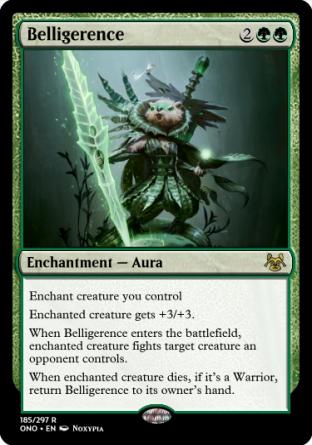 Belligerence 2
Enchantment — Aura
Enchant creature you control
Enchanted creature gets +3/+3.
When Belligerence enters the battlefield,
enchanted creature fights target creature an
opponent controls.
When enchanted creature dies, if it's a Warrior,
return Belligerence to its owner's hand.
185/297 R
ONO • EN Noxypia